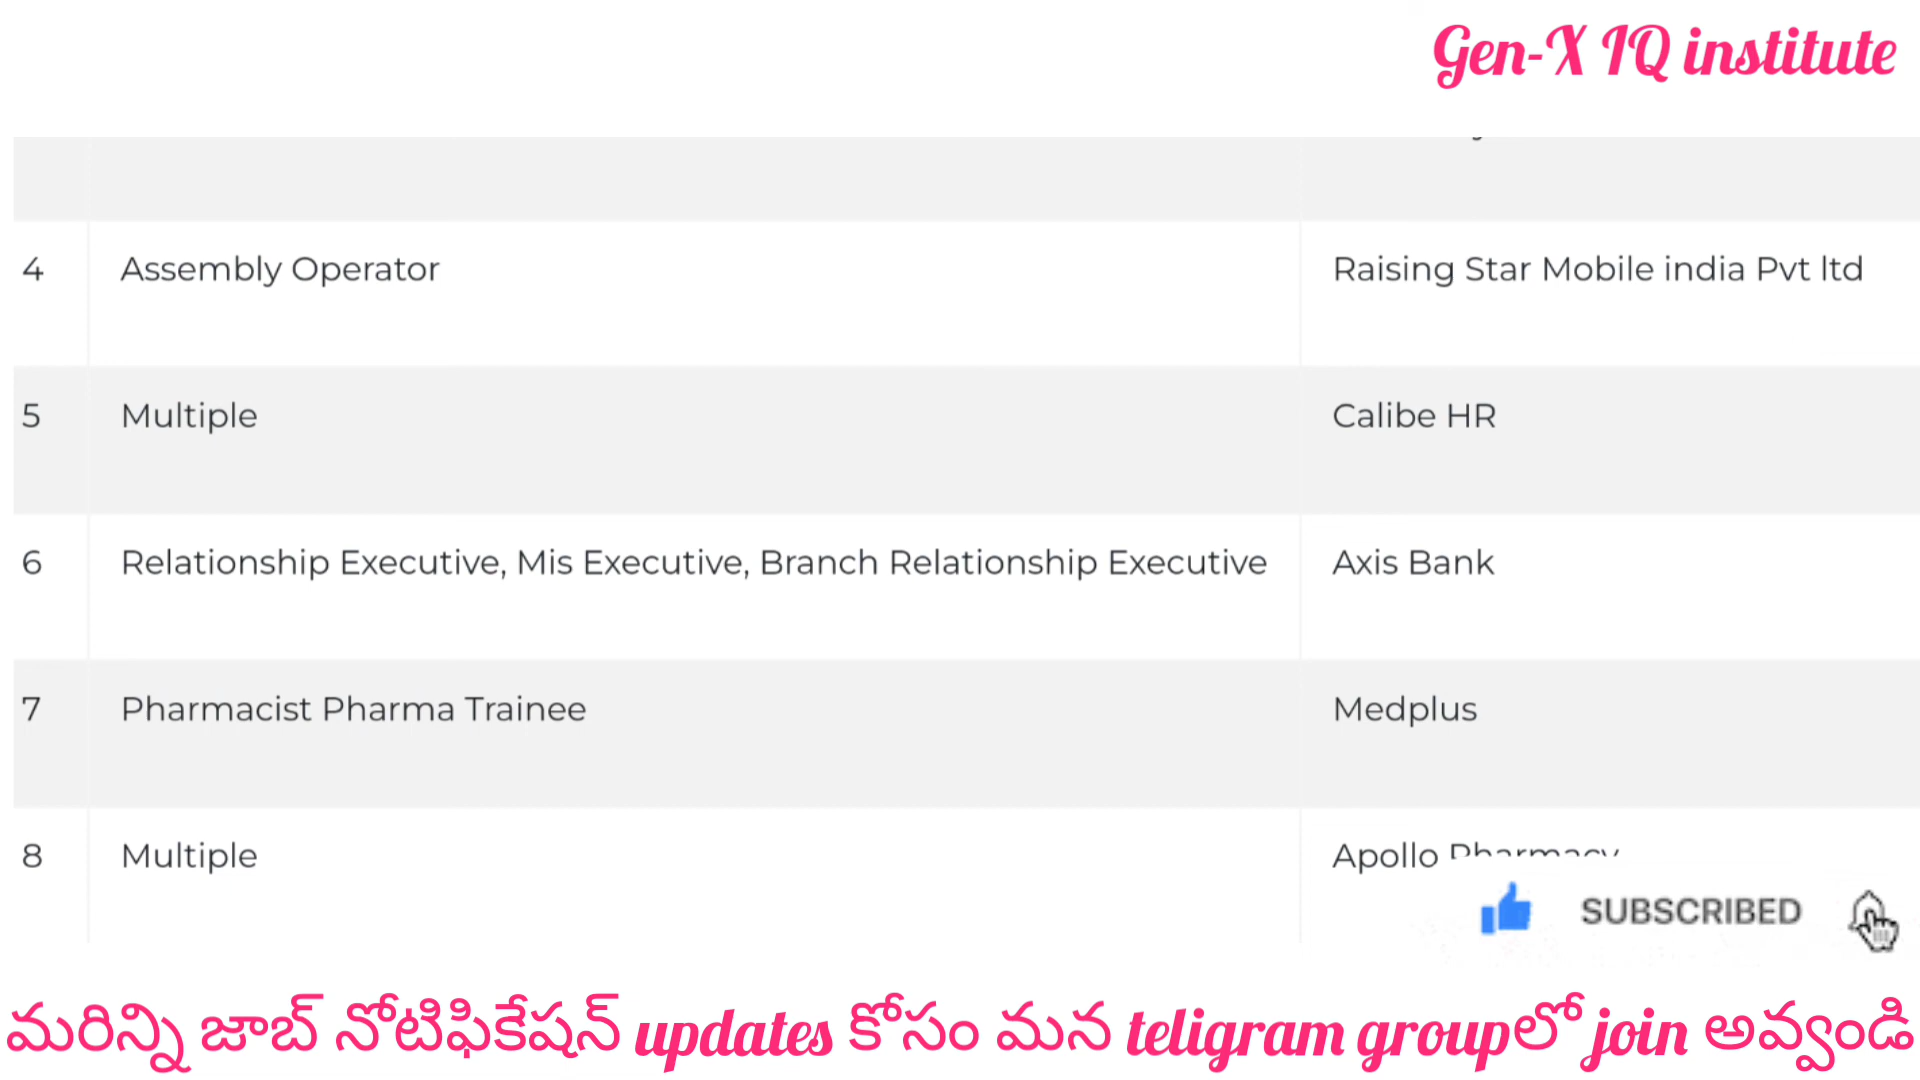 Gen-X IQ institute
4 Assembly Operator Raising Star Mobile india Pvt ltd
5 Multiple Calibe HR
6 Relationship Executive, Mis Executive, Branch Relationship Executive Axis Bank
7 Pharmacist Pharma Trainee Medplus
8 Multiple Apollo Pharmacy
SUBSCRIBED
మరిన్ని జాబ్ నోటిఫికేషన్ updates కోసం మన teligram groupలో join అవ్వండి